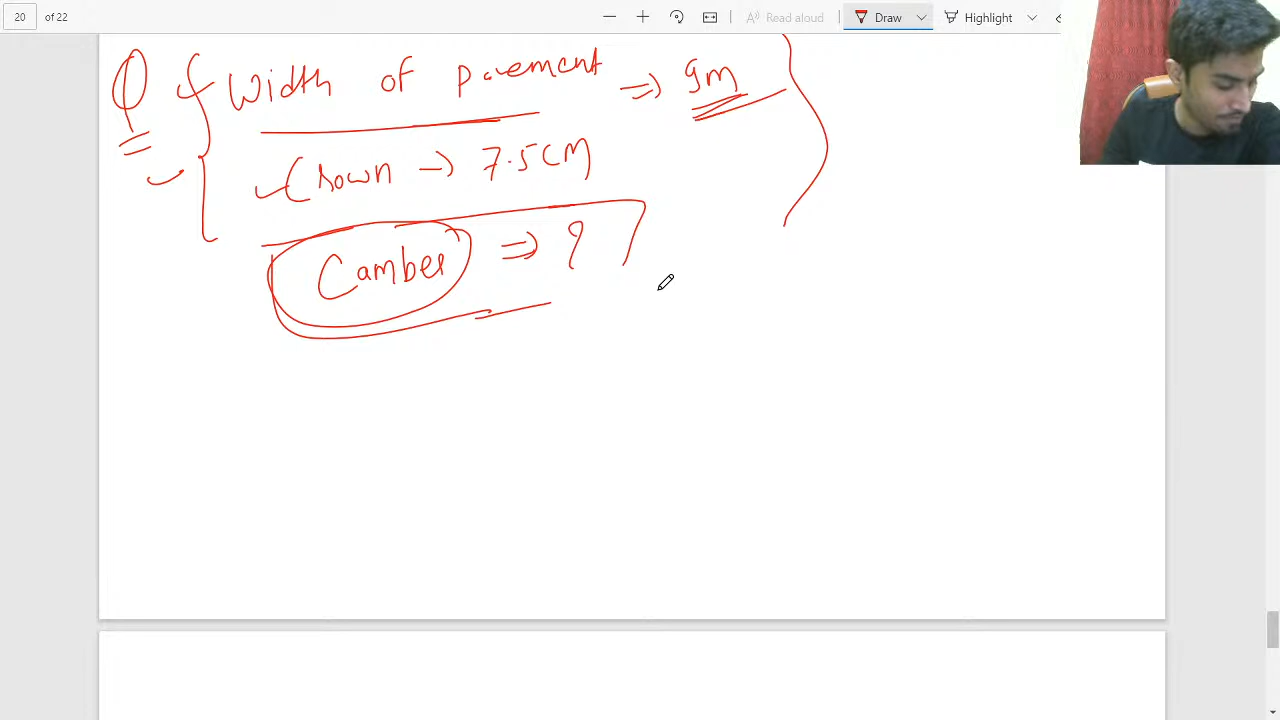 20 of 22 Read aloud Draw Highlight
Q Width of pavement ⇒ 9m
Crown → 7.5CM
Camber ⇒ ?